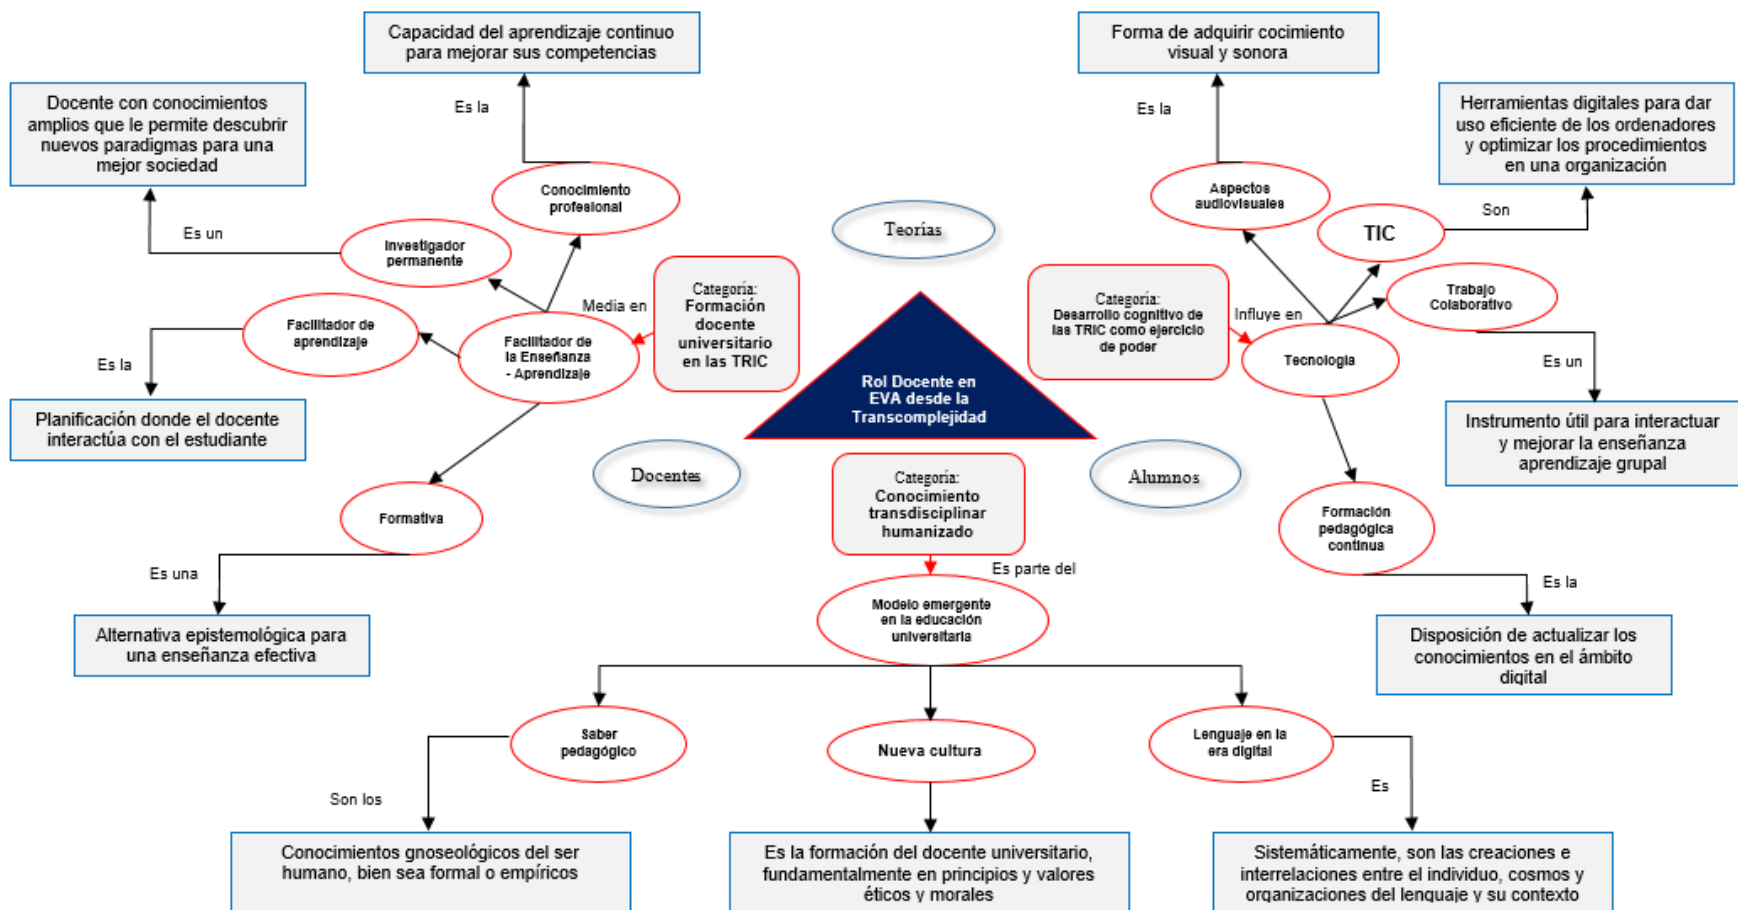 Capacidad del aprendizaje continuo
para mejorar sus competencias
Forma de adquirir cocimiento
visual y sonora
Docente con conocimientos
amplios que le permite descubrir
nuevos paradigmas para una
mejor sociedad
Es la
Es la
Herramientas digitales para dar
uso eficiente de los ordenadores
y optimizar los procedimientos
en una organización
Conocimiento
profesional
Aspectos
audiovisuales
Es un
Investigador
permanente
Teorías
TIC
Son
Media en
Categoría:
Formación
docente
universitario
en las TRIC
Categoría:
Desarrollo cognitivo de
las TRIC como ejercicio
de poder
Influye en
Trabajo
Colaborativo
Facilitador de
aprendizaje
Facilitador de
la Enseñanza
- Aprendizaje
Tecnología
Es la
Es un
Rol Docente en
EVA desde la
Transcomplejidad
Planificación donde el docente
interactúa con el estudiante
Instrumento útil para interactuar
y mejorar la enseñanza
aprendizaje grupal
Docentes
Categoría:
Conocimiento
transdisciplinar
humanizado
Alumnos
Formativa
Formación
pedagógica
continua
Es una
Es parte del
Es la
Modelo emergente
en la educación
universitaria
Alternativa epistemológica para
una enseñanza efectiva
Disposición de actualizar los
conocimientos en el ámbito
digital
Saber
pedagógico
Nueva cultura
Lenguaje en la
era digital
Son los
Es
Conocimientos gnoseológicos del ser
humano, bien sea formal o empíricos
Es la formación del docente universitario,
fundamentalmente en principios y valores
éticos y morales
Sistemáticamente, son las creaciones e
interrelaciones entre el individuo, cosmos y
organizaciones del lenguaje y su contexto